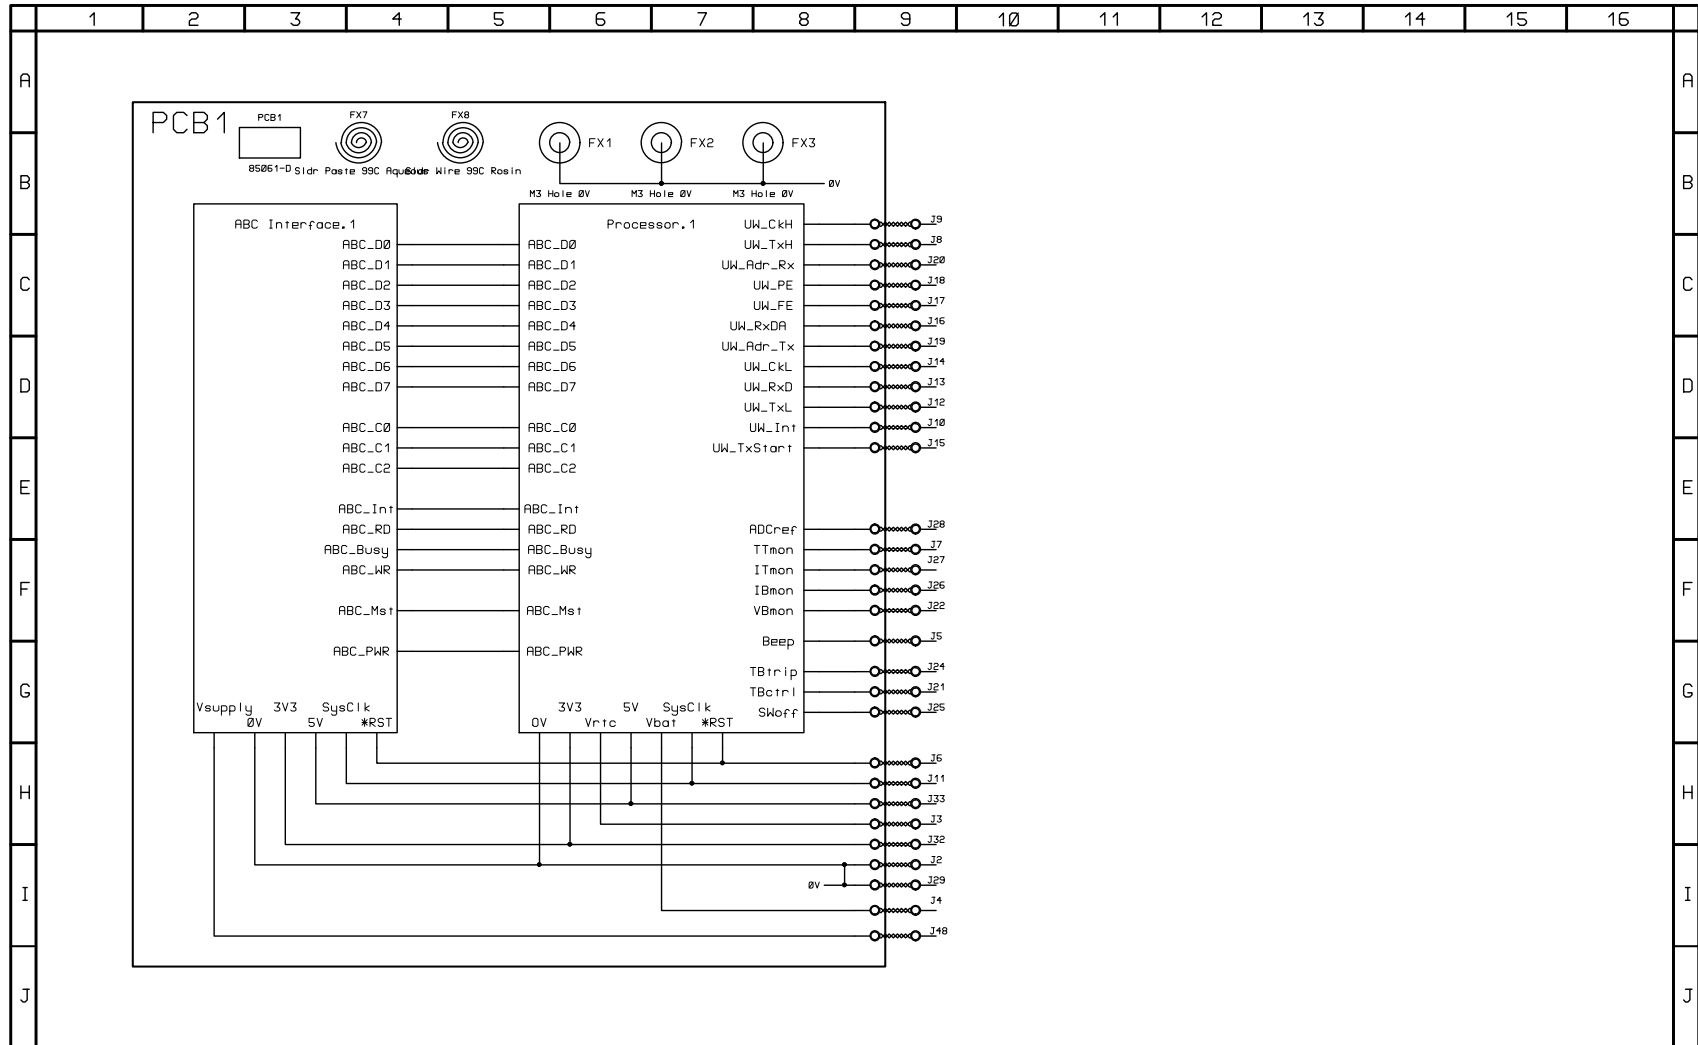 1 2 3 4 5 6 7 8 9 10 11 12 13 14 15 16
A A
PCB1 PCB1 FX7 FX8
FX1 FX2 FX3
85061-D Sldr Paste 99C Aqueous Sldr Wire 99C Rosin
B 0V B
M3 Hole 0V M3 Hole 0V M3 Hole 0V
ABC Interface.1 Processor.1 UW_CkH J9
ABC_D0 ABC_D0 UW_TxH J8
ABC_D1 ABC_D1 UW_Adr_Rx J20
C ABC_D2 ABC_D2 UW_PE J18 C
ABC_D3 ABC_D3 UW_FE J17
ABC_D4 ABC_D4 UW_RxDA J16
ABC_D5 ABC_D5 UW_Adr_Tx J19
ABC_D6 ABC_D6 UW_CkL J14
D ABC_D7 ABC_D7 UW_RxD J13 D
UW_TxL J12
ABC_C0 ABC_C0 UW_Int J10
ABC_C1 ABC_C1 UW_TxStart J15
ABC_C2 ABC_C2
E E
ABC_Int ABC_Int
ABC_RD ABC_RD ADCref J28
ABC_Busy ABC_Busy TTmon J7
ABC_WR ABC_WR ITmon J27
F IBmon J26 F
ABC_Mst ABC_Mst VBmon J22
Beep J5
ABC_PWR ABC_PWR
TBtrip J24
G TBctrl J21 G
Vsupply 3V3 SysClk 3V3 5V SysClk SWoff J25
0V 5V *RST 0V Vrtc Vbat *RST
J6
J11
H H
J33
J3
J32
J2
0V J29
I I
J4
J48
J J